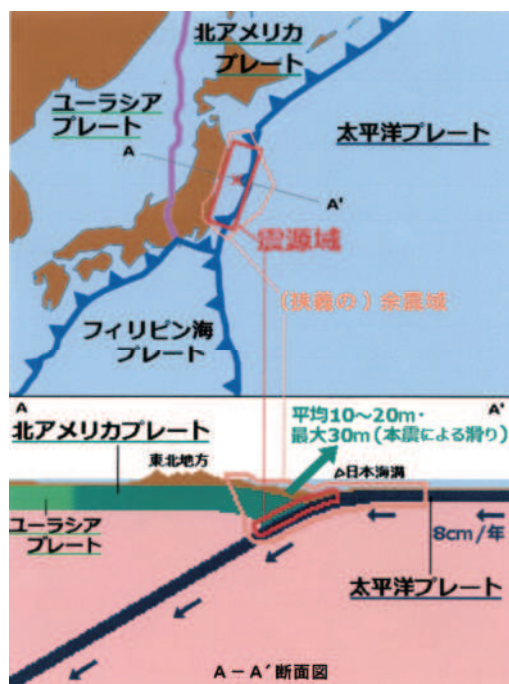 北アメリカ
プレート
ユーラシア
プレート
太平洋プレート
A
A'
震源域
(狭義の)余震域
フィリピン海
プレート
A
A'
北アメリカプレート
平均10～20m・
最大30m(本震による滑り)
東北地方
日本海溝
ユーラシア
プレート
8cm/年
太平洋プレート
A－A´断面図